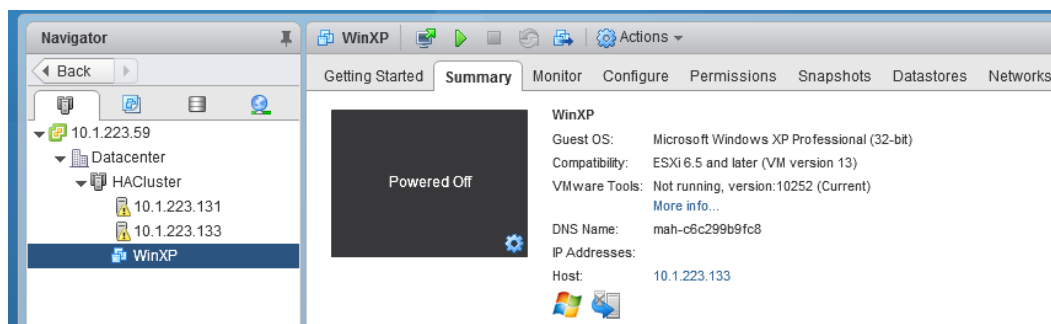 Navigator
WinXP Actions
Back
Getting Started Summary Monitor Configure Permissions Snapshots Datastores Networks
10.1.223.59
Datacenter
HACluster
10.1.223.131
10.1.223.133
WinXP
Powered Off
WinXP
Guest OS: Microsoft Windows XP Professional (32-bit)
Compatibility: ESXi 6.5 and later (VM version 13)
VMware Tools: Not running, version:10252 (Current)
More info...
DNS Name: mah-c6c299b9fc8
IP Addresses:
Host: 10.1.223.133